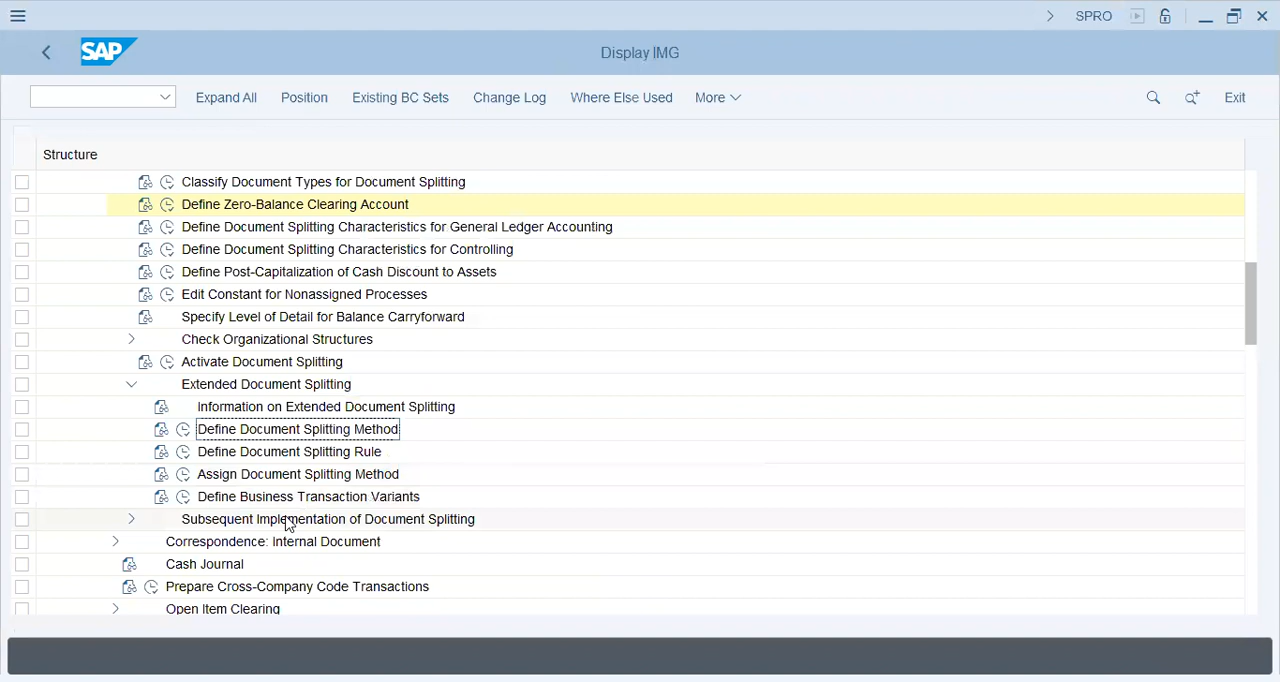 SPRO
SAP
Display IMG
Expand All
Position
Existing BC Sets
Change Log
Where Else Used
More
Exit
Structure
Classify Document Types for Document Splitting
Define Zero-Balance Clearing Account
Define Document Splitting Characteristics for General Ledger Accounting
Define Document Splitting Characteristics for Controlling
Define Post-Capitalization of Cash Discount to Assets
Edit Constant for Nonassigned Processes
Specify Level of Detail for Balance Carryforward
Check Organizational Structures
Activate Document Splitting
Extended Document Splitting
Information on Extended Document Splitting
Define Document Splitting Method
Define Document Splitting Rule
Assign Document Splitting Method
Define Business Transaction Variants
Subsequent Implementation of Document Splitting
Correspondence: Internal Document
Cash Journal
Prepare Cross-Company Code Transactions
Open Item Clearing